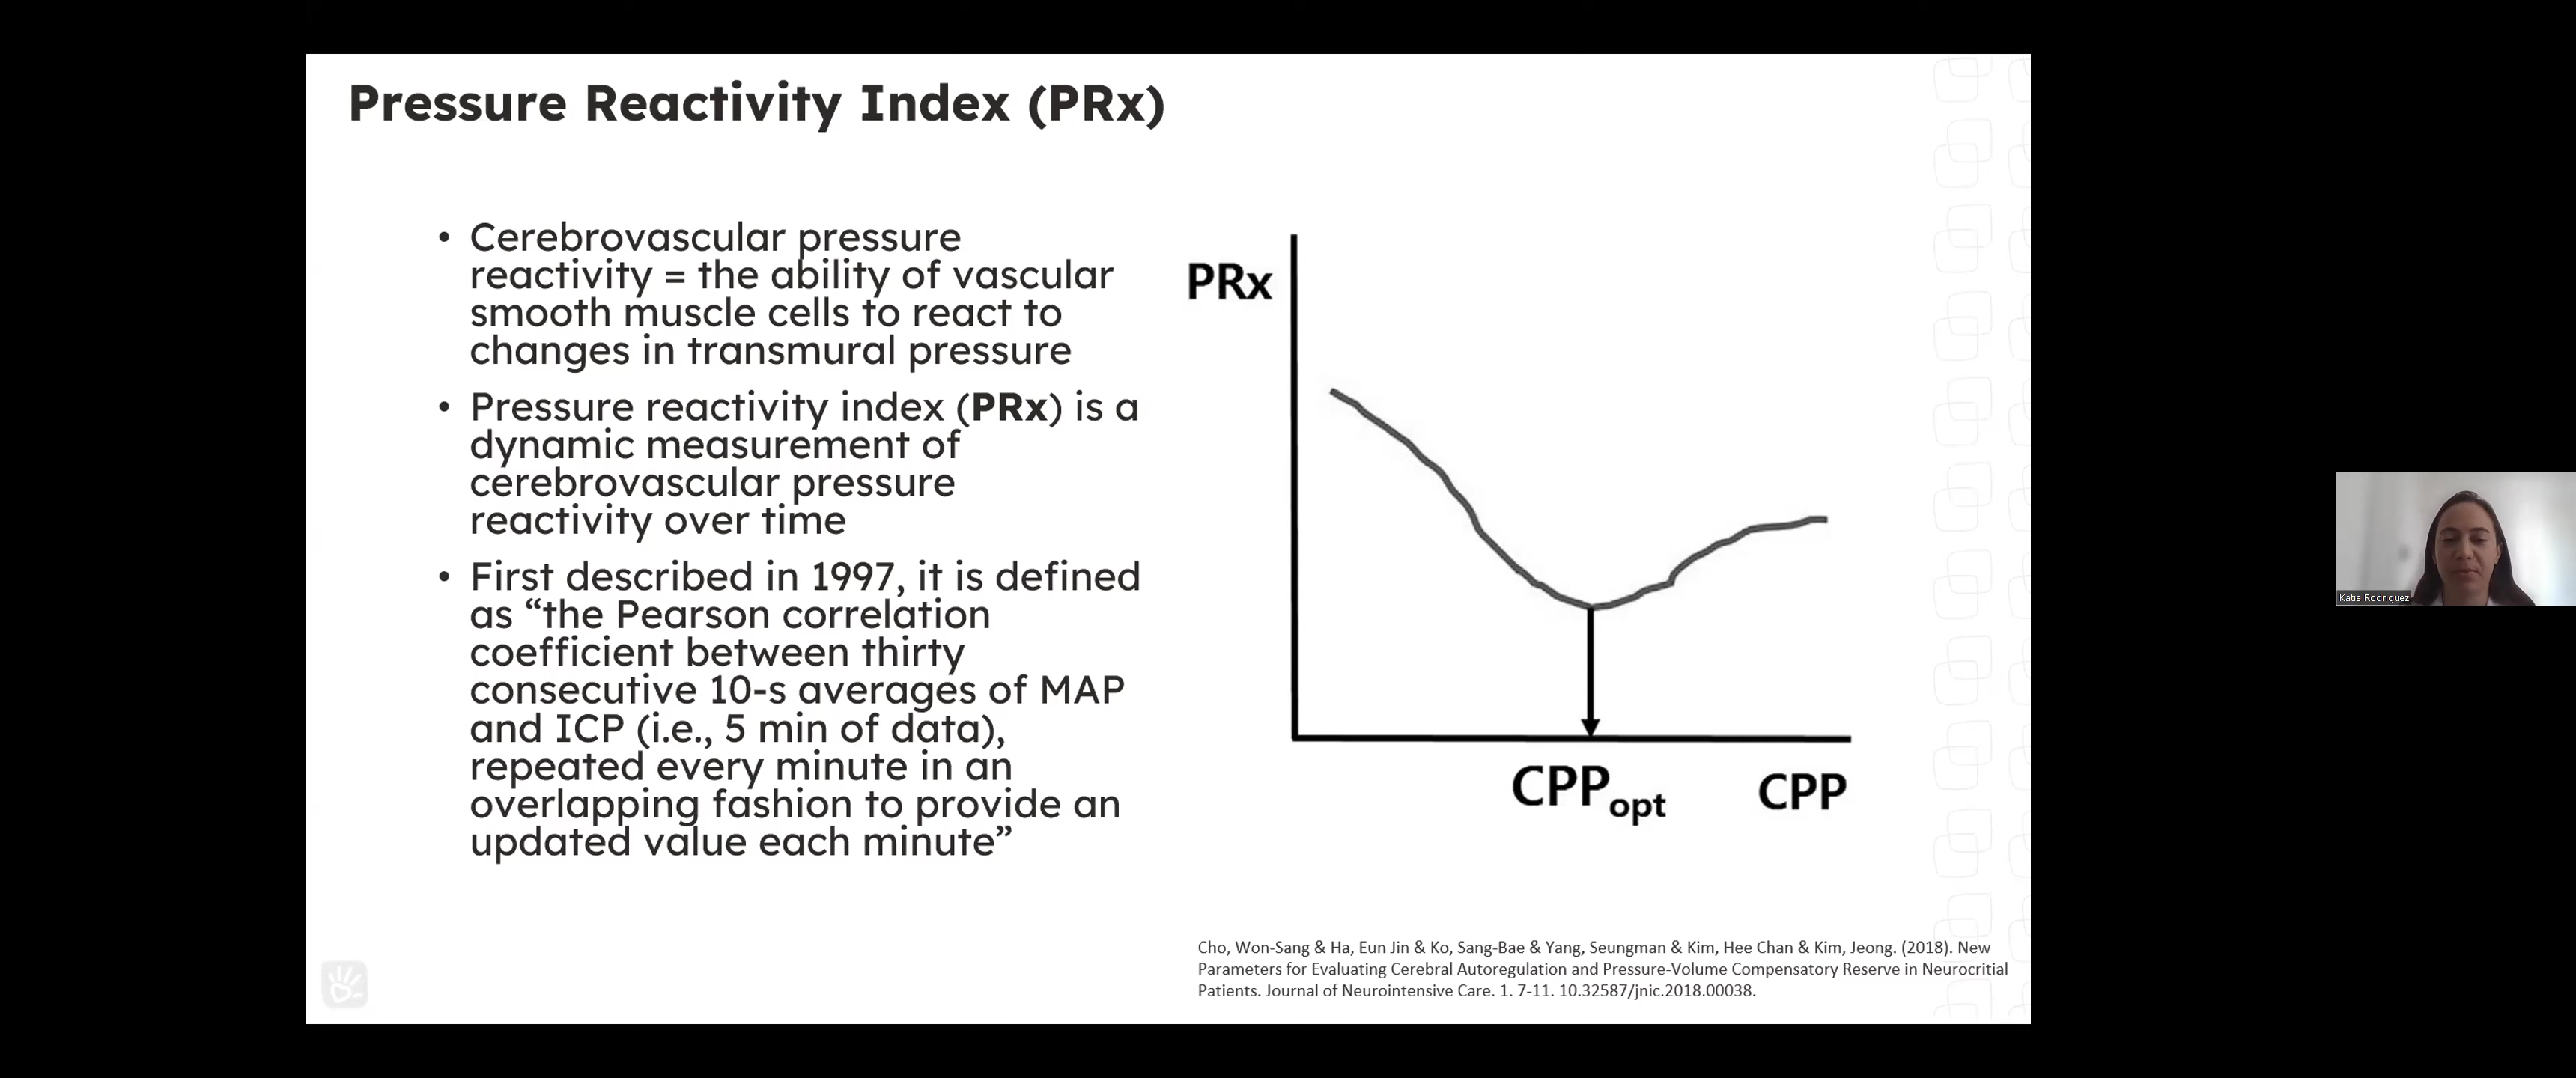 Pressure Reactivity Index (PRx)
• Cerebrovascular pressure
reactivity = the ability of vascular
smooth muscle cells to react to
changes in transmural pressure
• Pressure reactivity index (PRx) is a
dynamic measurement of
cerebrovascular pressure
reactivity over time
• First described in 1997, it is defined
as “the Pearson correlation
coefficient between thirty
consecutive 10-s averages of MAP
and ICP (i.e., 5 min of data),
repeated every minute in an
overlapping fashion to provide an
updated value each minute”
PRx
CPPopt
CPP
Cho, Won-Sang & Ha, Eun Jin & Ko, Sang-Bae & Yang, Seungman & Kim, Hee Chan & Kim, Jeong. (2018). New
Parameters for Evaluating Cerebral Autoregulation and Pressure-Volume Compensatory Reserve in Neurocritial
Patients. Journal of Neurointensive Care. 1. 7-11. 10.32587/jnic.2018.00038.
Katie Rodriguez